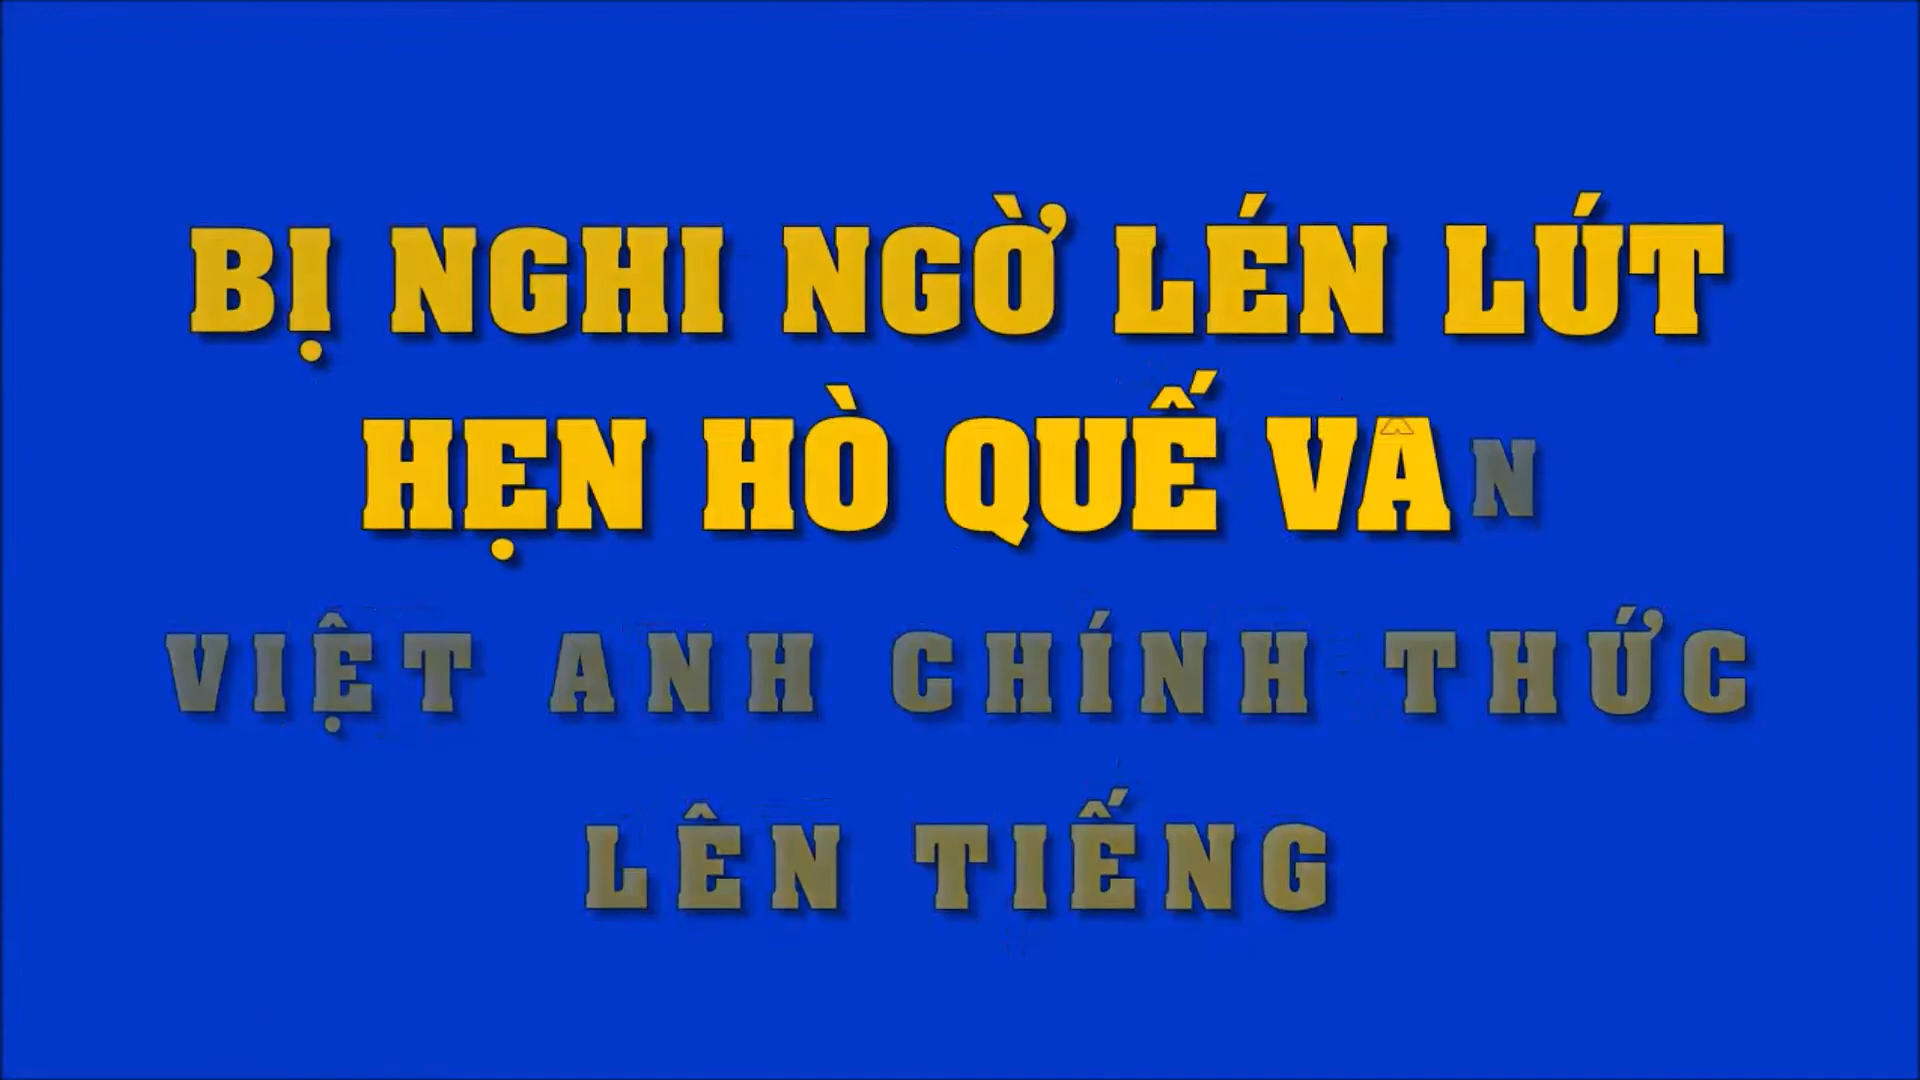 BỊ NGHI NGỜ LÉN LÚT
HẸN HÒ QUẾ VÂN
VIỆT ANH CHÍNH THỨC
LÊN TIẾNG